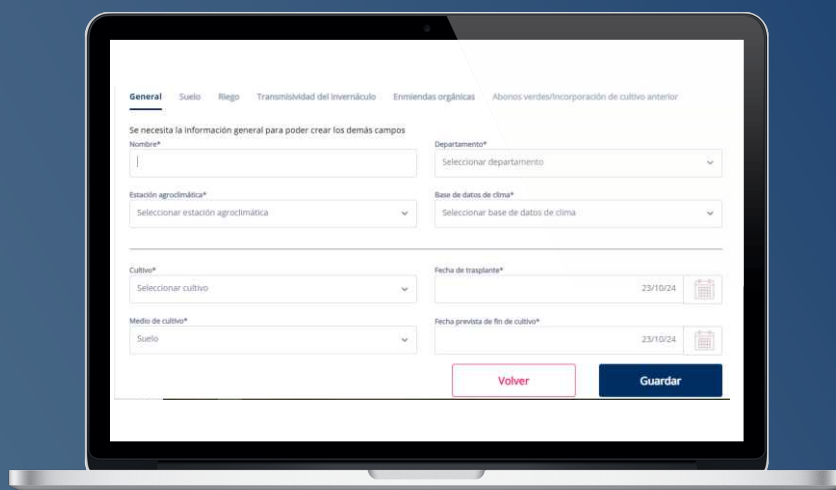 General Suelo Riego Transmisividad del invernáculo Enmiendas orgánicas Abonos verdes/Incorporación de cultivo anterior
Se necesita la información general para poder crear los demás campos
Nombre* Departamento*
Seleccionar departamento
Estación agroclimática* Base de datos de clima*
Seleccionar estación agroclimática Seleccionar base de datos de clima
Cultivo* Fecha de trasplante*
Seleccionar cultivo 23/10/24
Medio de cultivo* Fecha prevista de fin de cultivo*
Suelo 23/10/24
Volver Guardar